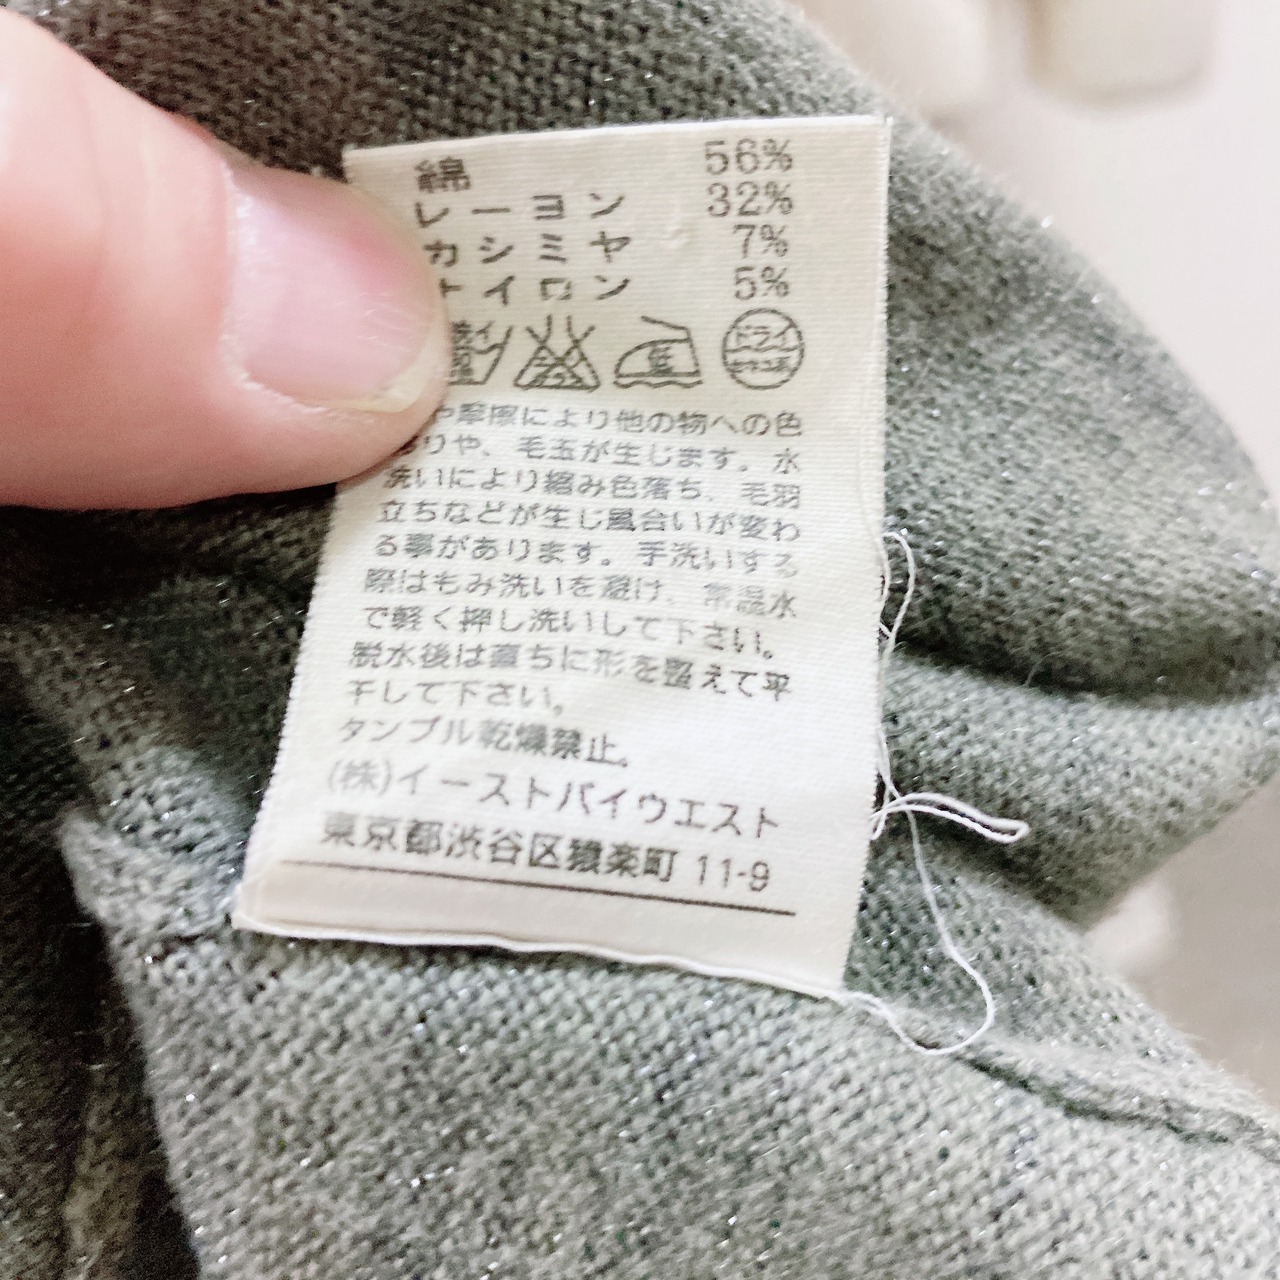 綿 56%
レーヨン 32%
カシミヤ 7%
ナイロン 5%
ドライ
や摩擦により他の物への色
りや、毛玉が生じます。水
洗いにより縮み色落ち、毛羽
立ちなどが生じ風合いが変わ
る事があります。手洗いする
際はもみ洗いを避け、常温水
で軽く押し洗いして下さい。
脱水後は直ちに形を整えて平
干して下さい。
タンブル乾燥禁止。
(株)イーストバイウエスト
東京都渋谷区猿楽町 11-9